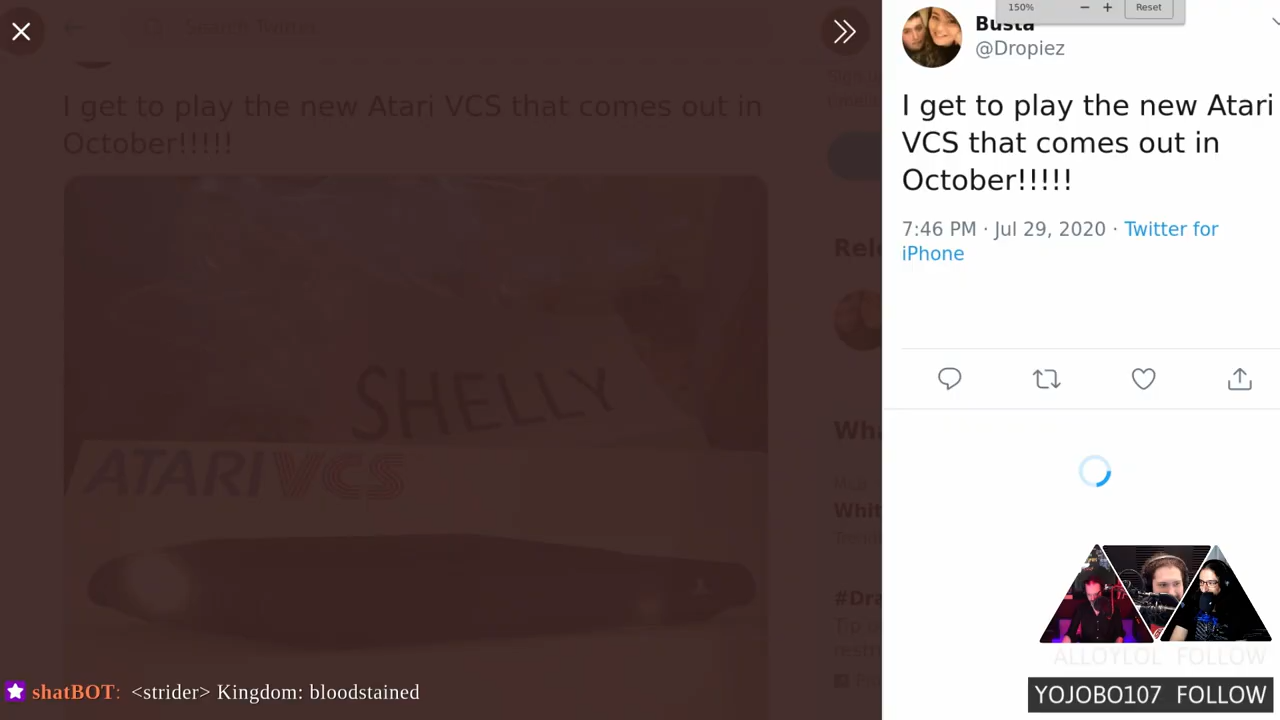 150%
Reset
Search Twitter
Busta
@Dropiez
I get to play the new Atari VCS that comes out in
October!!!!!
I get to play the new Atari
VCS that comes out in
October!!!!!
7:46 PM · Jul 29, 2020 · Twitter for
iPhone
SHELLY
ATARI VCS
Rel
Wh
Whit
#Dra
ALLOYLOL FOLLOW
YOJOBO107 FOLLOW
shatBOT: <strider> Kingdom: bloodstained